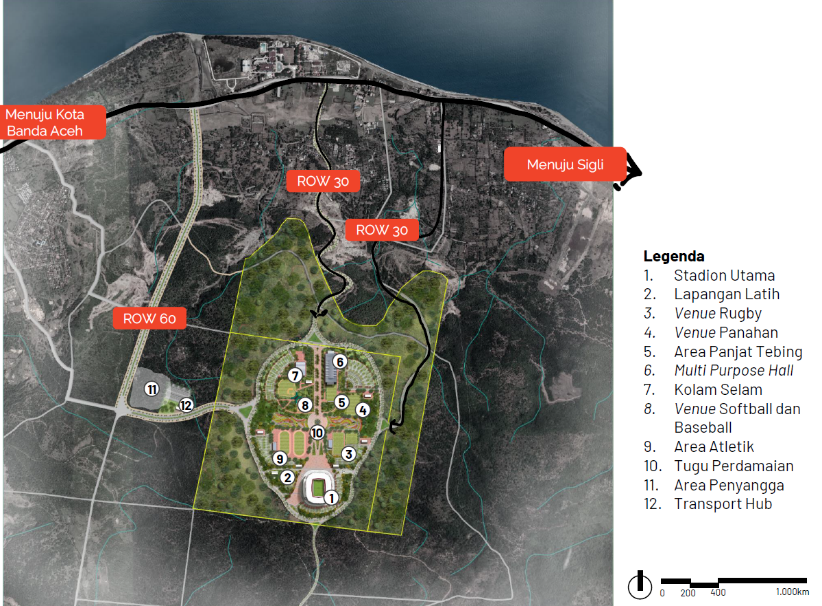 Menuju Kota
Banda Aceh
Menuju Sigli
ROW 30
ROW 30
ROW 60
11
12
7
6
8
5
4
10
9
3
2
1
Legenda
1. Stadion Utama
2. Lapangan Latih
3. Venue Rugby
4. Venue Panahan
5. Area Panjat Tebing
6. Multi Purpose Hall
7. Kolam Selam
8. Venue Softball dan
Baseball
9. Area Atletik
10. Tugu Perdamaian
11. Area Penyangga
12. Transport Hub
0 200 400 1.000km